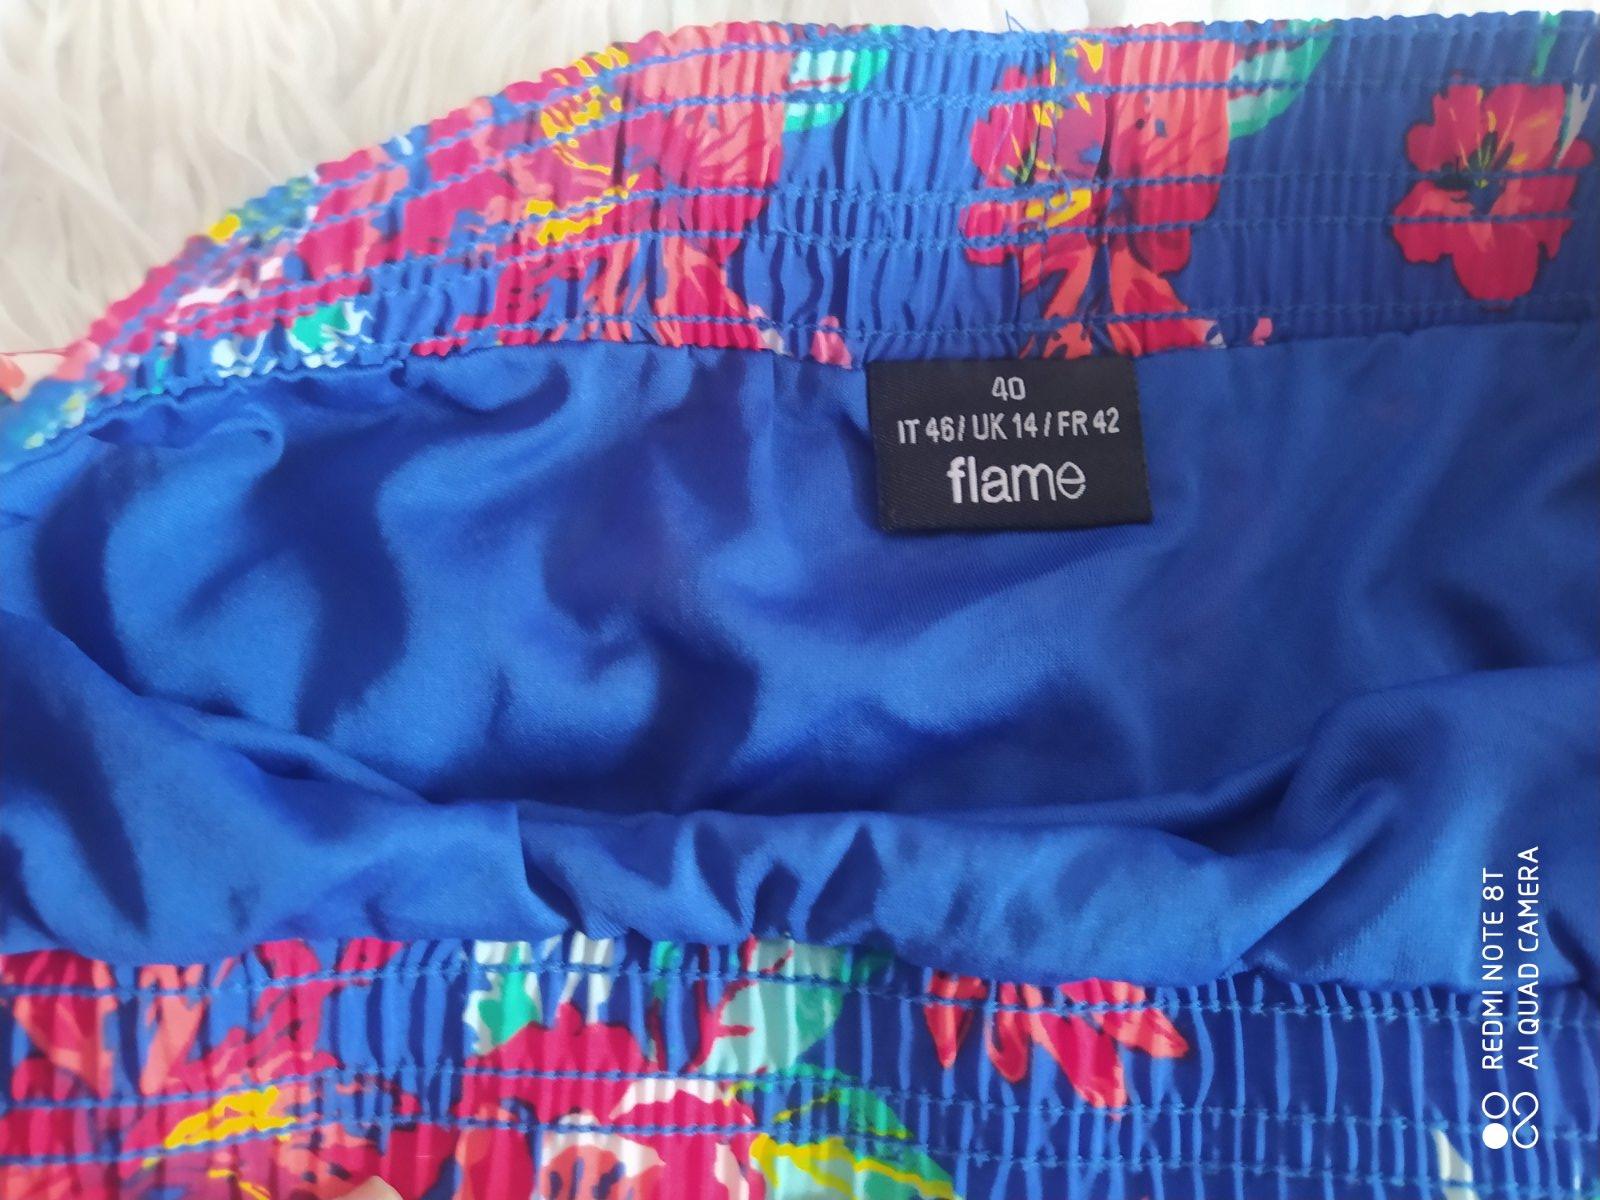 40
IT 46 / UK 14 / FR 42
flame
REDMI NOTE 8T
AI QUAD CAMERA